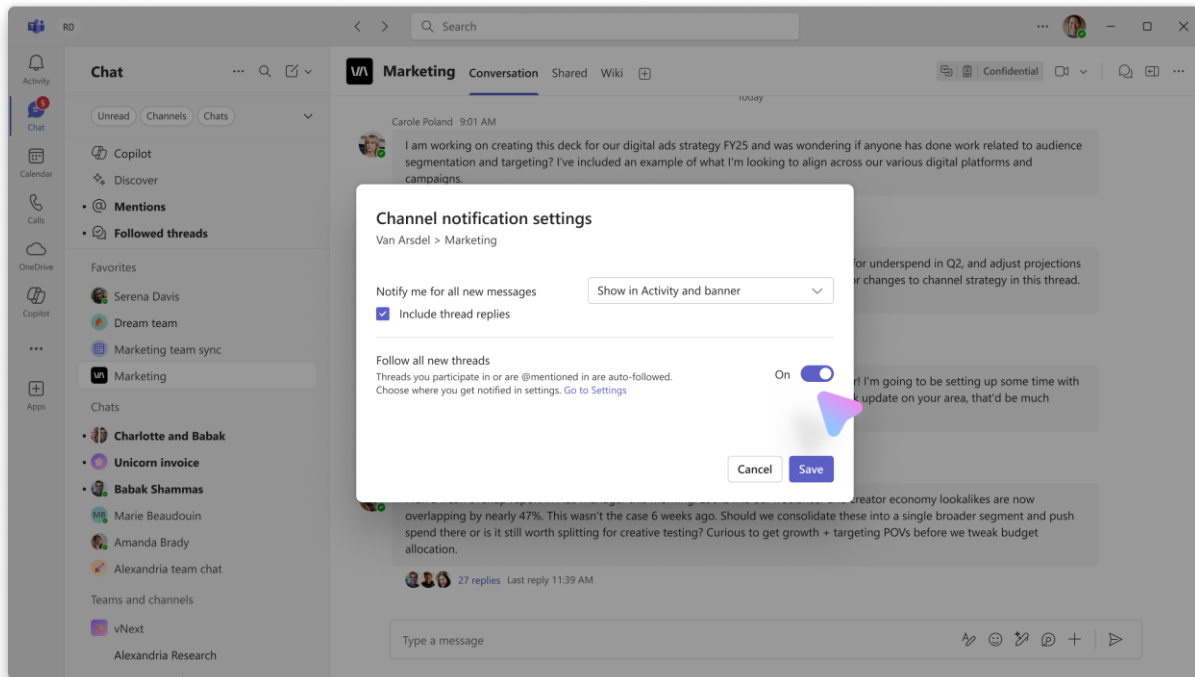 R0
Search
Activity
5
Chat
Calendar
Calls
OneDrive
Copilot
Apps
Chat
Unread
Channels
Chats
Copilot
Discover
Mentions
Followed threads
Favorites
Serena Davis
Dream team
Marketing team sync
Marketing
Chats
Charlotte and Babak
Unicorn invoice
Babak Shammas
MB Marie Beaudouin
Amanda Brady
Alexandria team chat
Teams and channels
vNext
Alexandria Research
Marketing
Conversation
Shared
Wiki
Confidential
Today
Carole Poland 9:01 AM
I am working on creating this deck for our digital ads strategy FY25 and was wondering if anyone has done work related to audience
segmentation and targeting? I've included an example of what I'm looking to align across our various digital platforms and
campaigns.
for underspend in Q2, and adjust projections
or changes to channel strategy in this thread.
r! I'm going to be setting up some time with
k update on your area, that'd be much
Channel notification settings
Van Arsdel > Marketing
Notify me for all new messages
Show in Activity and banner
Include thread replies
Follow all new threads
Threads you participate in or are @mentioned in are auto-followed.
Choose where you get notified in settings. Go to Settings
On
Cancel
Save
creator economy lookalikes are now
overlapping by nearly 47%. This wasn't the case 6 weeks ago. Should we consolidate these into a single broader segment and push
spend there or is it still worth splitting for creative testing? Curious to get growth + targeting POVs before we tweak budget
allocation.
27 replies Last reply 11:39 AM
Type a message